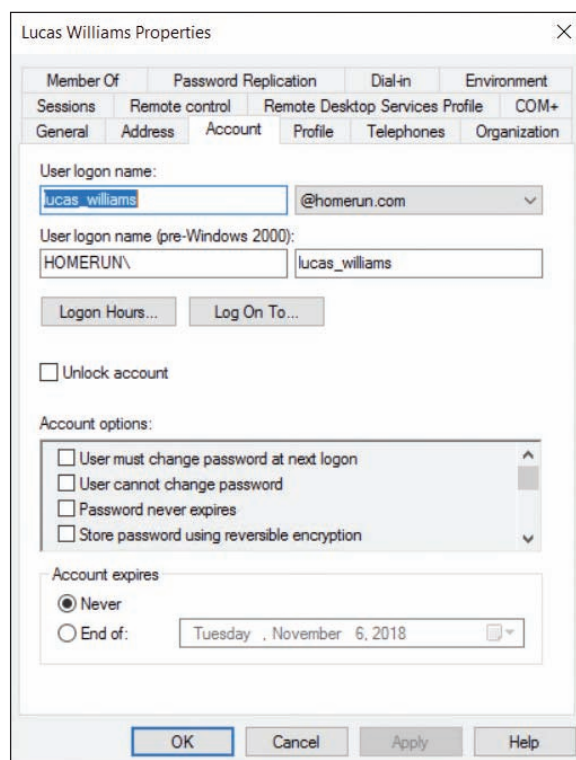 Lucas Williams Properties
Member Of Password Replication Dial-in Environment
Sessions Remote control Remote Desktop Services Profile COM+
General Address Account Profile Telephones Organization
User logon name:
lucas_williams @homerun.com
User logon name (pre-Windows 2000):
HOMERUN\ lucas_williams
Logon Hours... Log On To...
Unlock account
Account options:
User must change password at next logon
User cannot change password
Password never expires
Store password using reversible encryption
Account expires
Never
End of: Tuesday , November 6, 2018
OK Cancel Apply Help